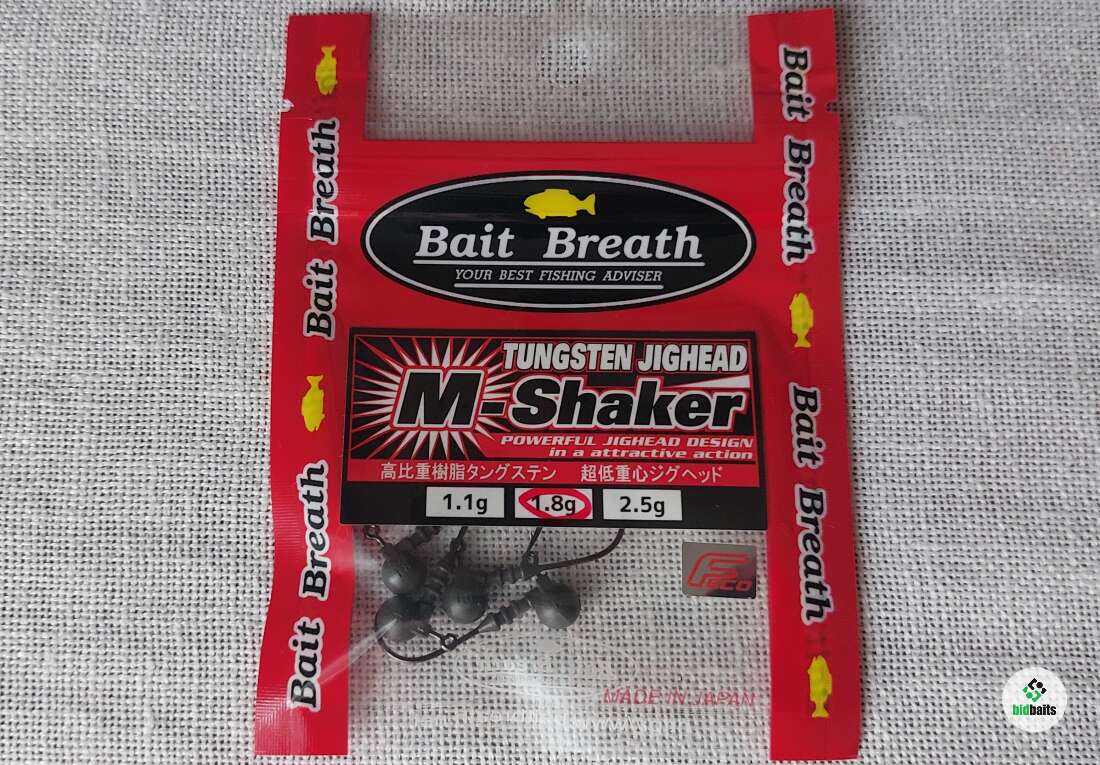 Bait Breath
YOUR BEST FISHING ADVISER
TUNGSTEN JIGHEAD
M-Shaker
POWERFUL JIGHEAD DESIGN
in a attractive action
高比重樹脂タングステン 超低重心ジグヘッド
1.1g 1.8g 2.5g
Feco
MADE IN JAPAN
Bait Breath
Bait Breath
Bait Breath
Bait Breath
bidbaits